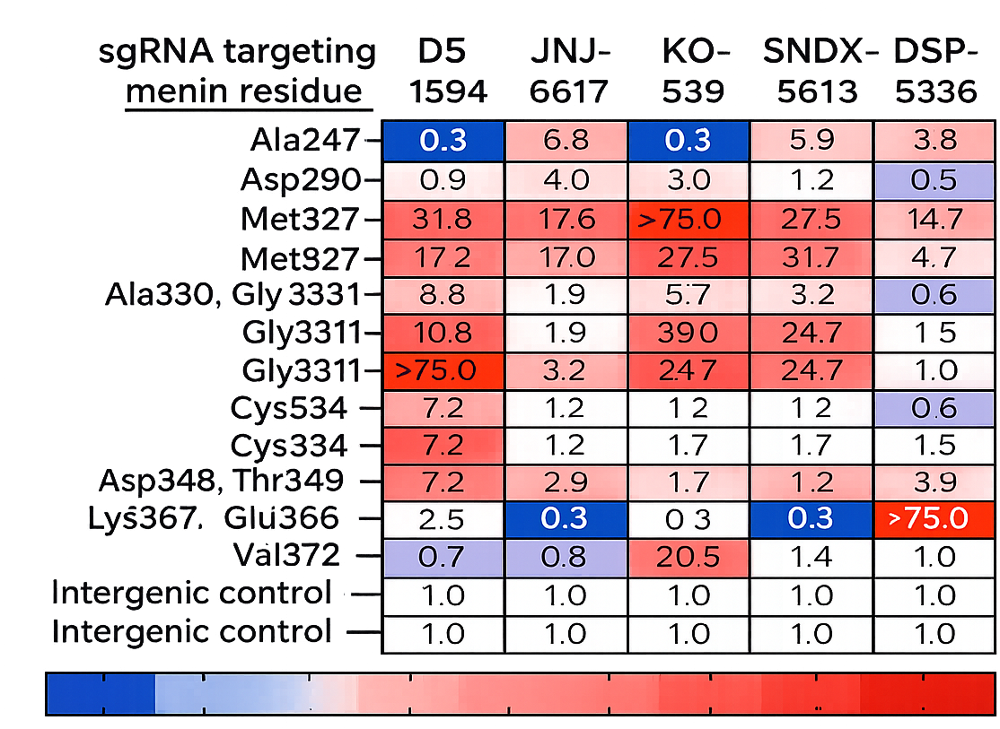 sgRNA targeting D5 JNJ- KO- SNDX- DSP-
menin residue 1594 6617 539 5613 5336
Ala247 0.3 6.8 0.3 5.9 3.8
Asp290 0.9 4.0 3.0 1.2 0.5
Met327 31.8 17.6 >75.0 27.5 14.7
Met827 17.2 17.0 27.5 31.7 4.7
Ala330, Gly 3331 8.8 1.9 5.7 3.2 0.6
Gly3311 10.8 1.9 390 24.7 1 5
Gly3311 >75.0 3.2 247 24.7 1.0
Cys534 7.2 1.2 1 2 1 2 0.6
Cys334 7.2 1.2 1.7 1.7 1.5
Asp348, Thr349 7.2 2.9 1.7 1.2 3.9
Lys367. Glu366 2.5 0.3 0 3 0.3 >75.0
Val372 0.7 0.8 20.5 1.4 1.0
Intergenic control 1.0 1.0 1.0 1.0 1.0
Intergenic control 1.0 1.0 1.0 1.0 1.0